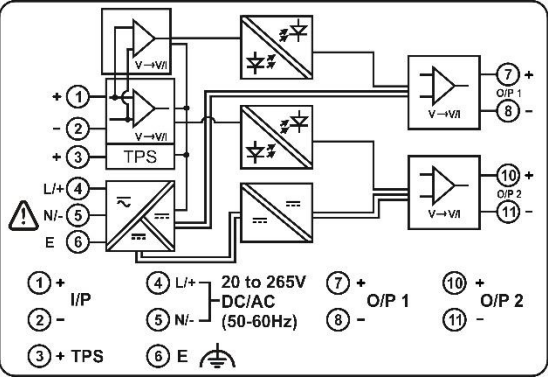 V→V/I
+ 1
− 2
V→V/I
+ 3 TPS
L/+ 4
N/- 5
E 6
V→V/I
7 +
O/P 1
8 −
V→V/I
10 +
O/P 2
11 −
1 +
I/P
2 −
3 + TPS
4 L/+
5 N/-
20 to 265V
DC/AC
(50-60Hz)
6 E
7 +
O/P 1
8 −
10 +
O/P 2
11 −